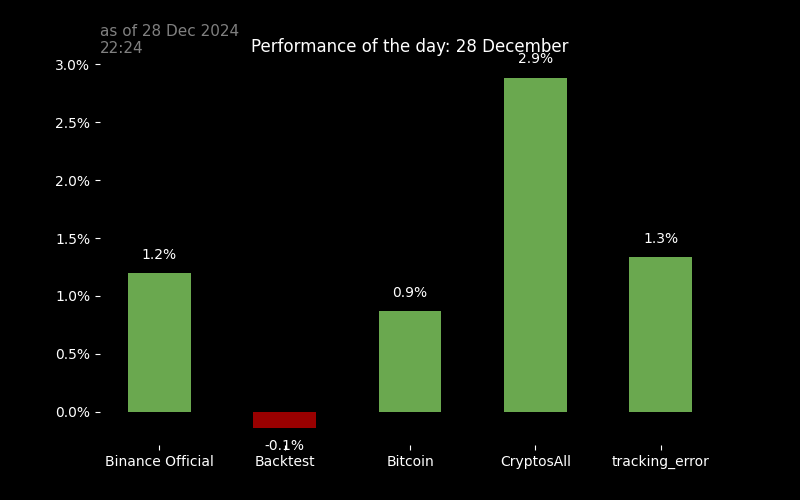 as of 28 Dec 2024
22:24
Performance of the day: 28 December
3.0%
2.5%
2.0%
1.5%
1.0%
0.5%
0.0%
1.2%
-0.1%
0.9%
2.9%
1.3%
Binance Official
Backtest
Bitcoin
CryptosAll
tracking_error